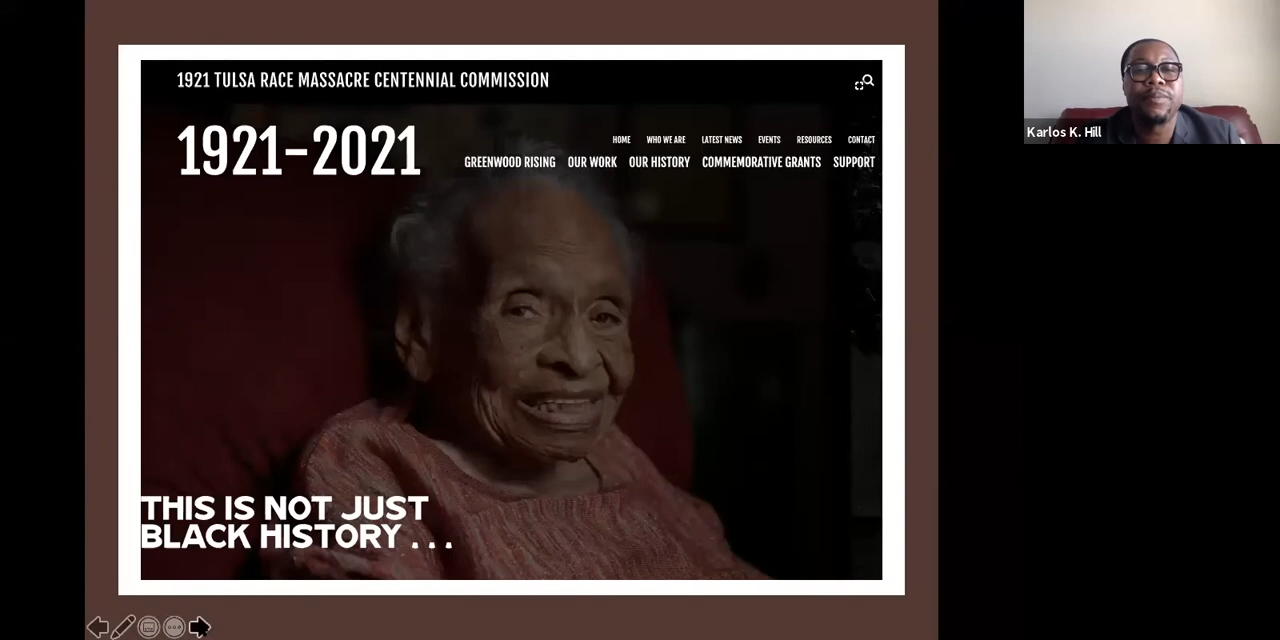 1921 TULSA RACE MASSACRE CENTENNIAL COMMISSION
1921-2021
HOME WHO WE ARE LATEST NEWS EVENTS RESOURCES CONTACT
GREENWOOD RISING OUR WORK OUR HISTORY COMMEMORATIVE GRANTS SUPPORT
THIS IS NOT JUST
BLACK HISTORY . . .
Karlos K. Hill